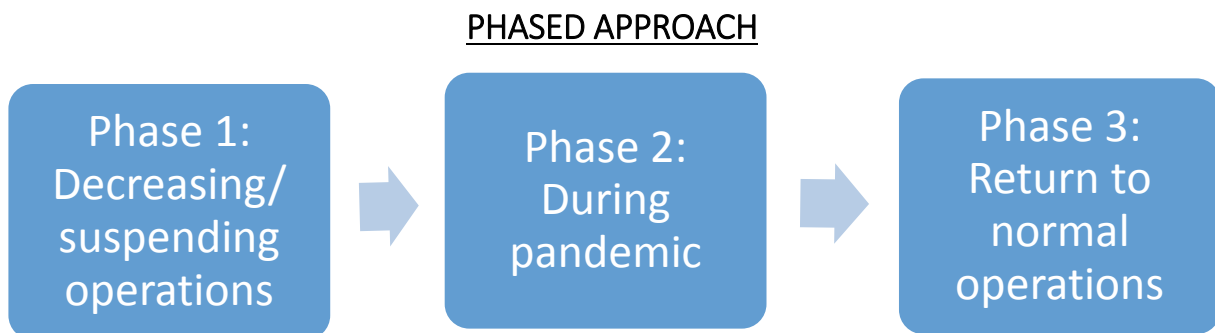 PHASED APPROACH
Phase 1:
Decreasing/
suspending
operations
Phase 2:
During
pandemic
Phase 3:
Return to
normal
operations